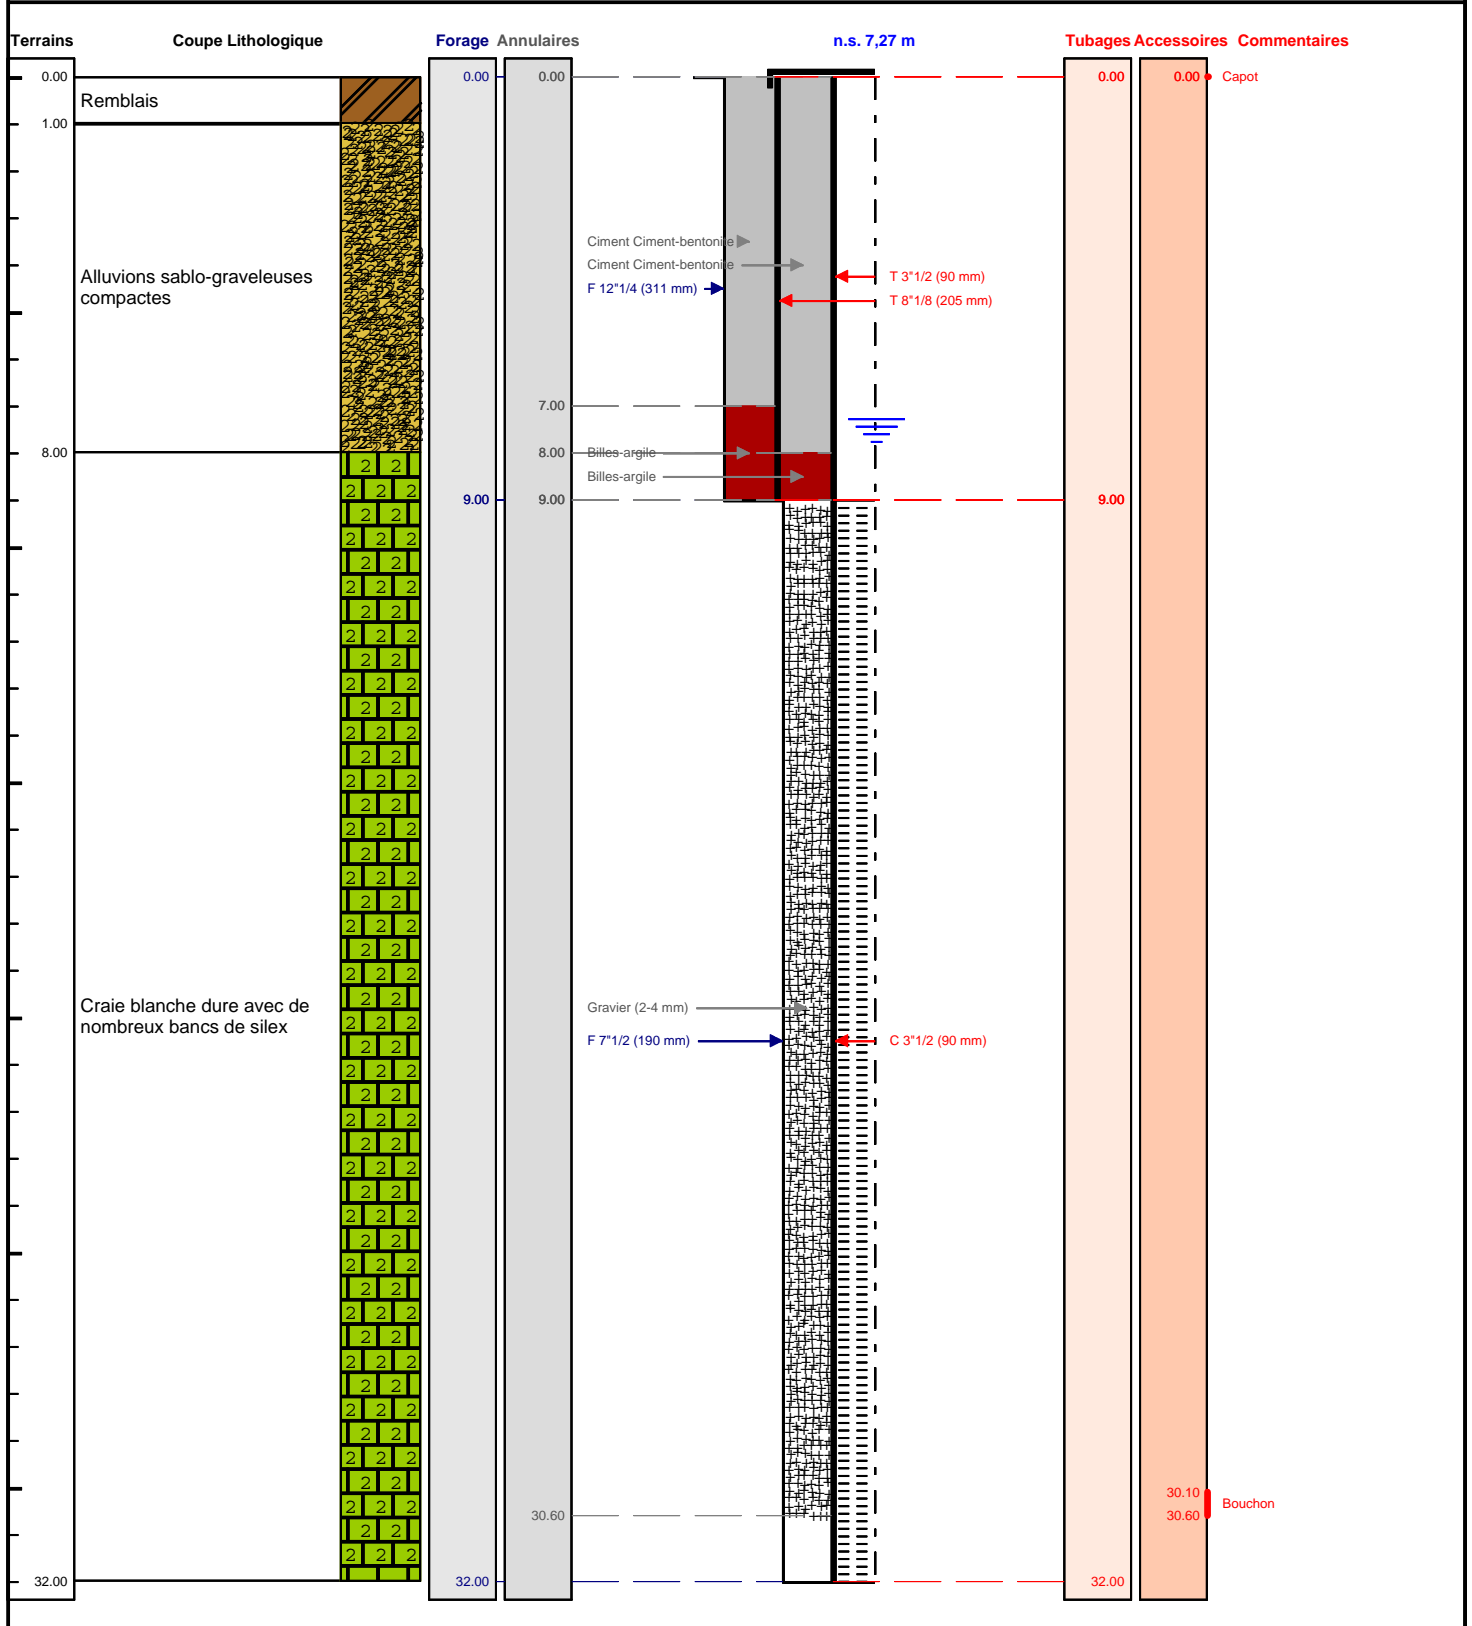 Terrains Coupe Lithologique Forage Annulaires n.s. 7,27 m Tubages Accessoires Commentaires
0.00 0.00 0.00 0.00 0.00 Capot
Remblais
1.00
Ciment Ciment-bentonite
Ciment Ciment-bentonite
Alluvions sablo-graveleuses
compactes
T 3"1/2 (90 mm)
F 12"1/4 (311 mm)
T 8"1/8 (205 mm)
7.00
8.00 8.00 Billes-argile
Billes-argile
9.00 9.00 9.00
Craie blanche dure avec de
nombreux bancs de silex
Gravier (2-4 mm)
F 7"1/2 (190 mm) C 3"1/2 (90 mm)
30.10
Bouchon
30.60 30.60
32.00 32.00 32.00